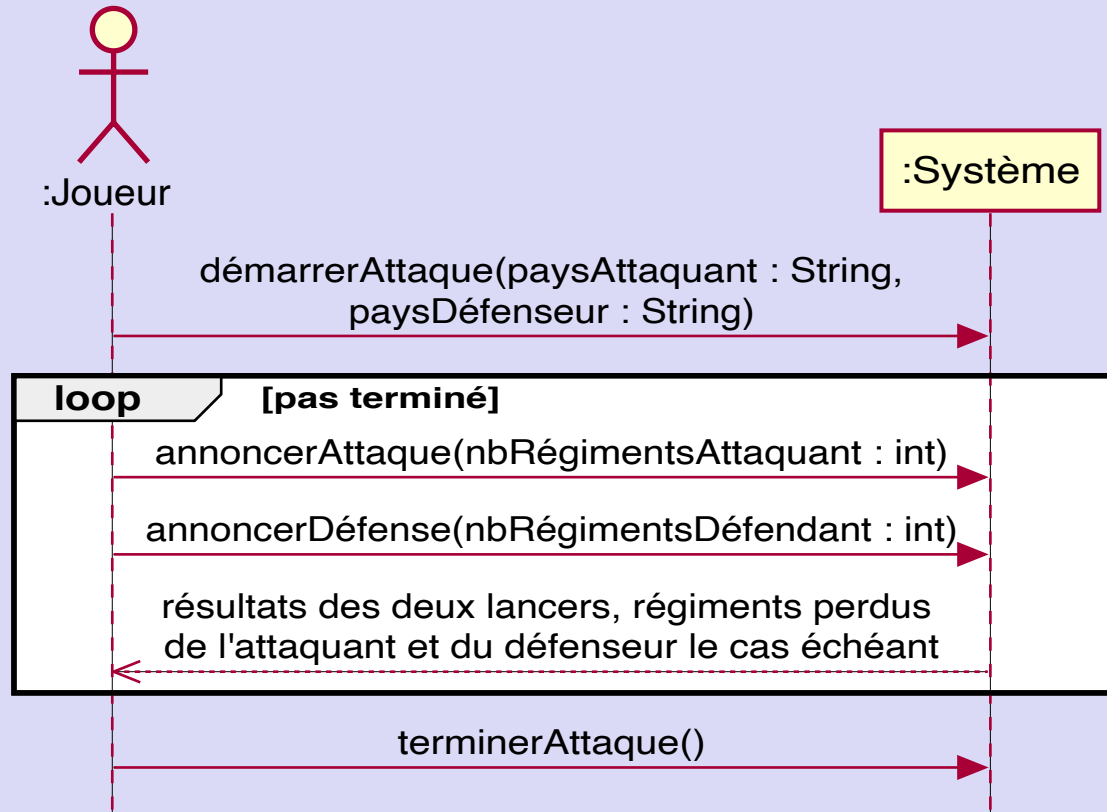 :Joueur
:Système
démarrerAttaque(paysAttaquant : String,
paysDéfenseur : String)
loop
[pas terminé]
annoncerAttaque(nbRégimentsAttaquant : int)
annoncerDéfense(nbRégimentsDéfendant : int)
résultats des deux lancers, régiments perdus
de l'attaquant et du défenseur le cas échéant
terminerAttaque()